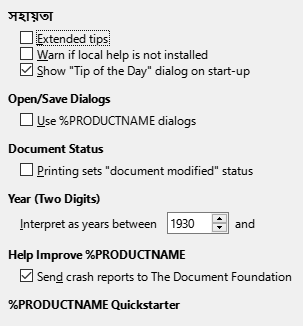 সহায়তা
Extended tips
Warn if local help is not installed
Show "Tip of the Day" dialog on start-up
Open/Save Dialogs
Use %PRODUCTNAME dialogs
Document Status
Printing sets "document modified" status
Year (Two Digits)
Interpret as years between 1930 and
Help Improve %PRODUCTNAME
Send crash reports to The Document Foundation
%PRODUCTNAME Quickstarter